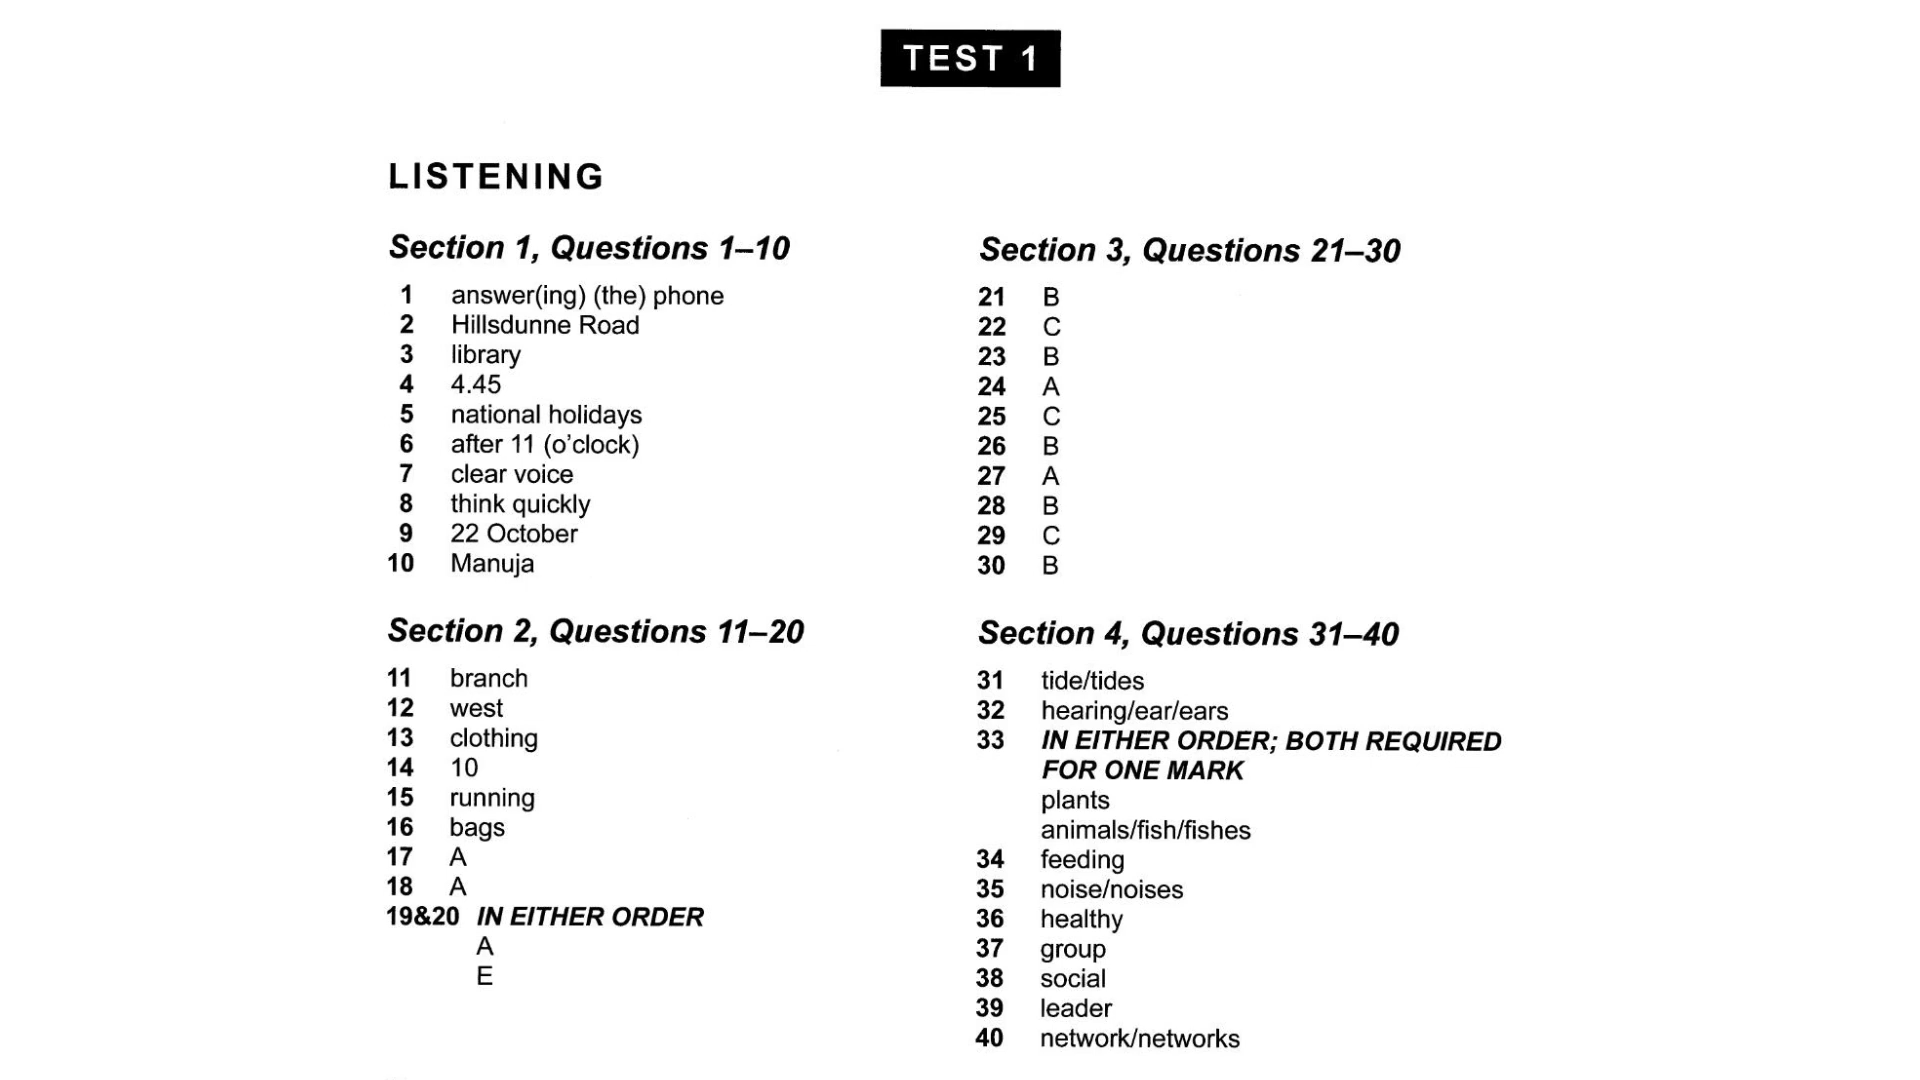 TEST 1
LISTENING
Section 1, Questions 1–10
1 answer(ing) (the) phone
2 Hillsdunne Road
3 library
4 4.45
5 national holidays
6 after 11 (o’clock)
7 clear voice
8 think quickly
9 22 October
10 Manuja
Section 2, Questions 11–20
11 branch
12 west
13 clothing
14 10
15 running
16 bags
17 A
18 A
19&20 IN EITHER ORDER
A
E
Section 3, Questions 21–30
21 B
22 C
23 B
24 A
25 C
26 B
27 A
28 B
29 C
30 B
Section 4, Questions 31–40
31 tide/tides
32 hearing/ear/ears
33 IN EITHER ORDER; BOTH REQUIRED
FOR ONE MARK
plants
animals/fish/fishes
34 feeding
35 noise/noises
36 healthy
37 group
38 social
39 leader
40 network/networks